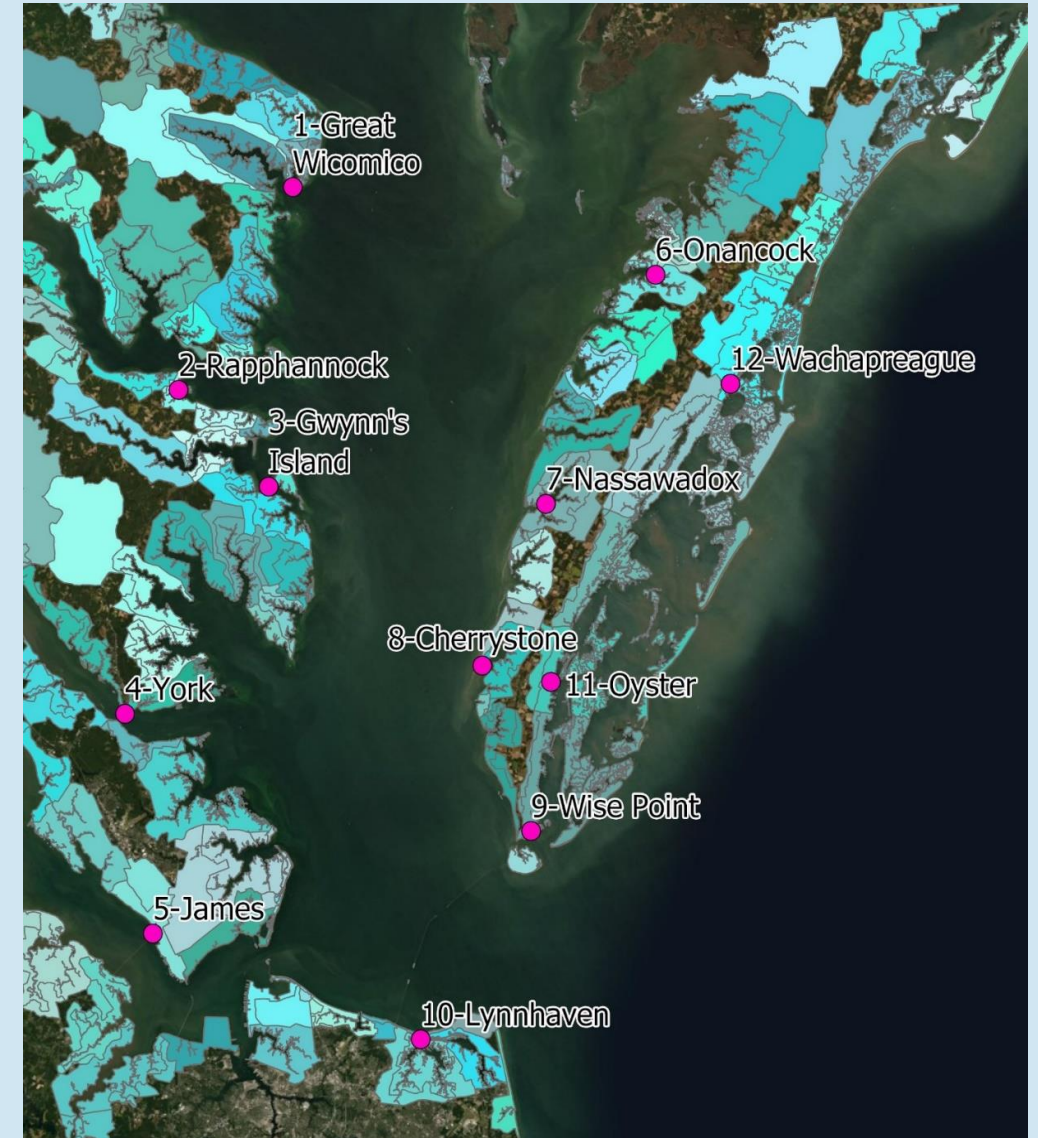 1-Great
Wicomico
6-Onancock
2-Rapphannock
12-Wachapreague
3-Gwynn's
Island
7-Nassawadox
8-Cherrystone
4-York
11-Oyster
9-Wise Point
5-James
10-Lynnhaven